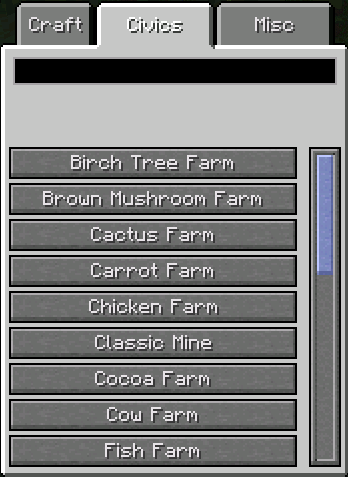 Craft Civics Misc
Birch Tree Farm
Brown Mushroom Farm
Cactus Farm
Carrot Farm
Chicken Farm
Classic Mine
Cocoa Farm
Cow Farm
Fish Farm